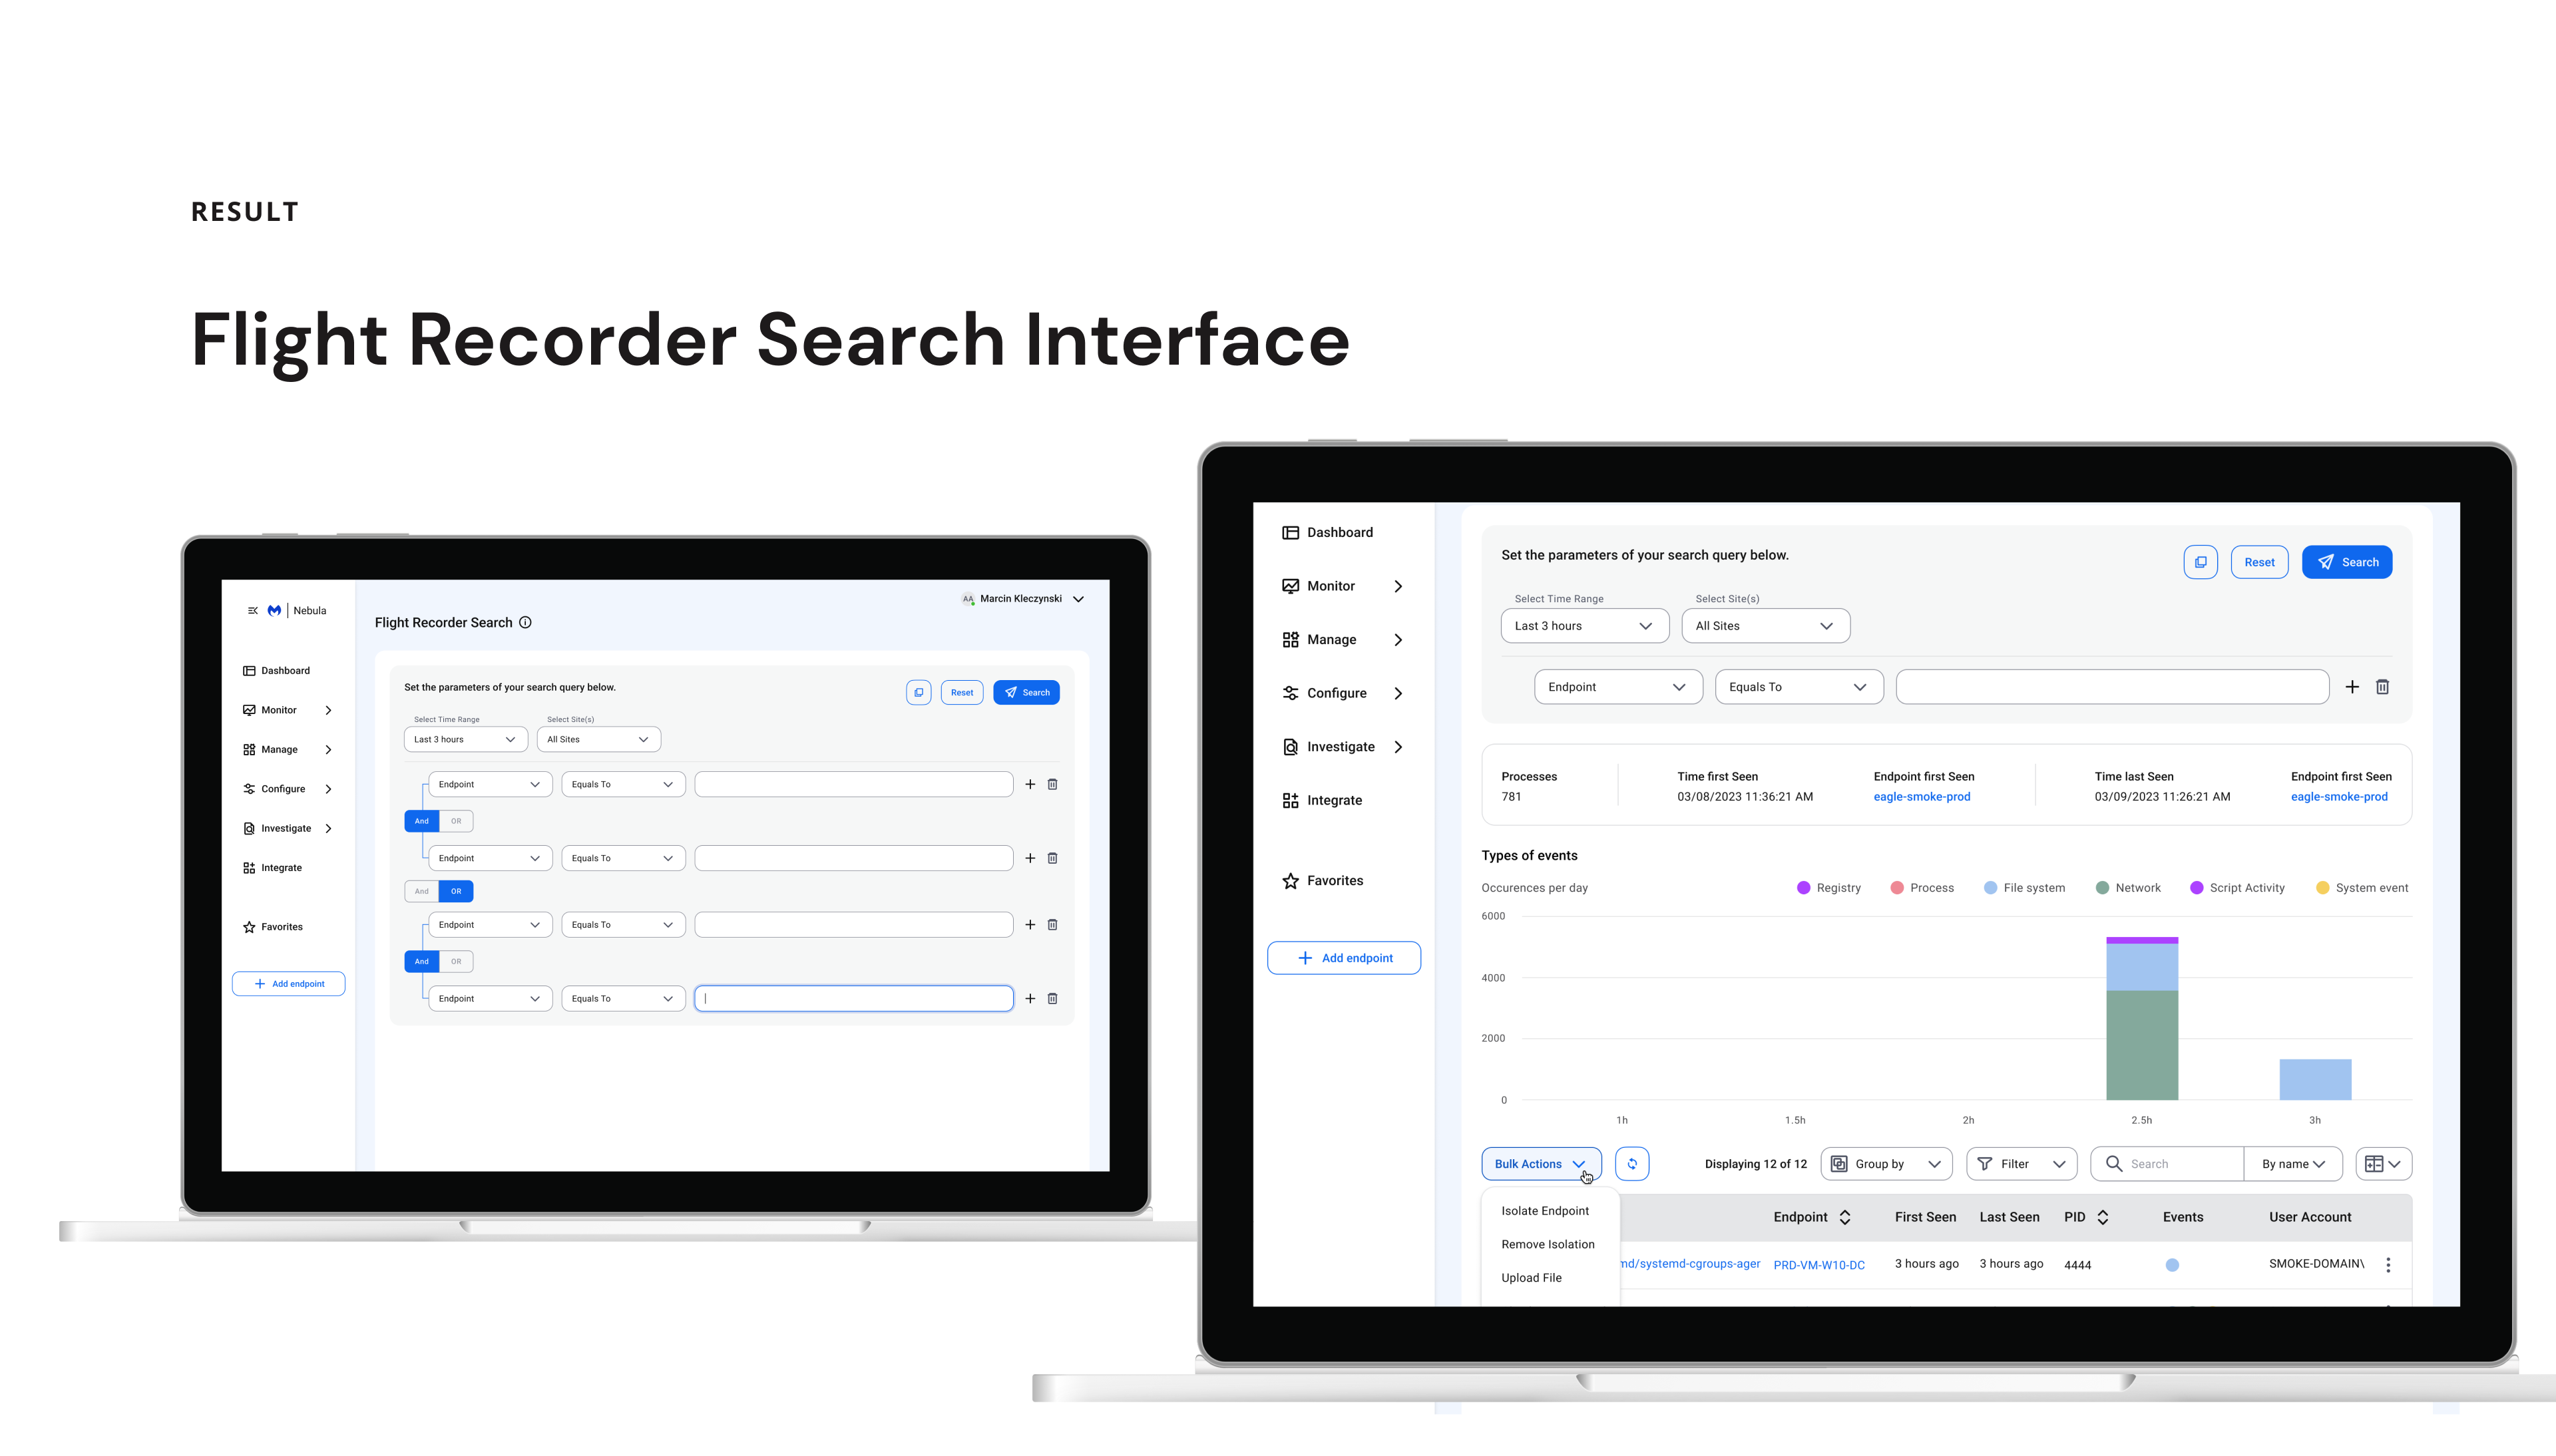 RESULT
Flight Recorder Search Interface
Nebula
Dashboard
Monitor
Manage
Configure
Investigate
Integrate
Favorites
Add endpoint
AA Marcin Kleczynski
Flight Recorder Search
Set the parameters of your search query below.
Reset Search
Select Time Range Select Site(s)
Last 3 hours All Sites
Endpoint Equals To
And OR
Endpoint Equals To
And OR
Endpoint Equals To
And OR
Endpoint Equals To
Dashboard
Monitor
Manage
Configure
Investigate
Integrate
Favorites
Add endpoint
Set the parameters of your search query below.
Reset Search
Select Time Range Select Site(s)
Last 3 hours All Sites
Endpoint Equals To
Processes Time first Seen Endpoint first Seen Time last Seen Endpoint first Seen
781 03/08/2023 11:36:21 AM eagle-smoke-prod 03/09/2023 11:26:21 AM eagle-smoke-prod
Types of events
Occurences per day Registry Process File system Network Script Activity System event
6000
4000
2000
0
1h 1.5h 2h 2.5h 3h
Bulk Actions Displaying 12 of 12 Group by Filter Search By name
Isolate Endpoint
Remove Isolation
Upload File
Endpoint First Seen Last Seen PID Events User Account
md/systemd-cgroups-ager PRD-VM-W10-DC 3 hours ago 3 hours ago 4444 SMOKE-DOMAIN\